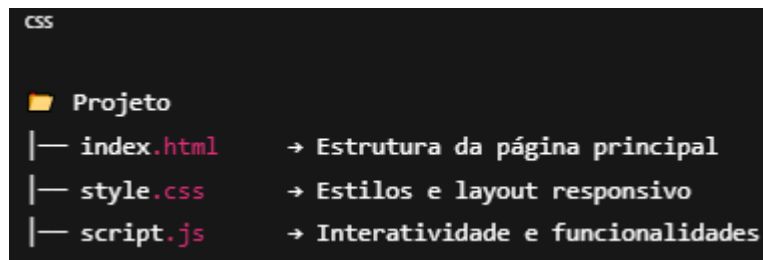 css
📁 Projeto
│── index.html → Estrutura da página principal
│── style.css → Estilos e layout responsivo
│── script.js → Interatividade e funcionalidades